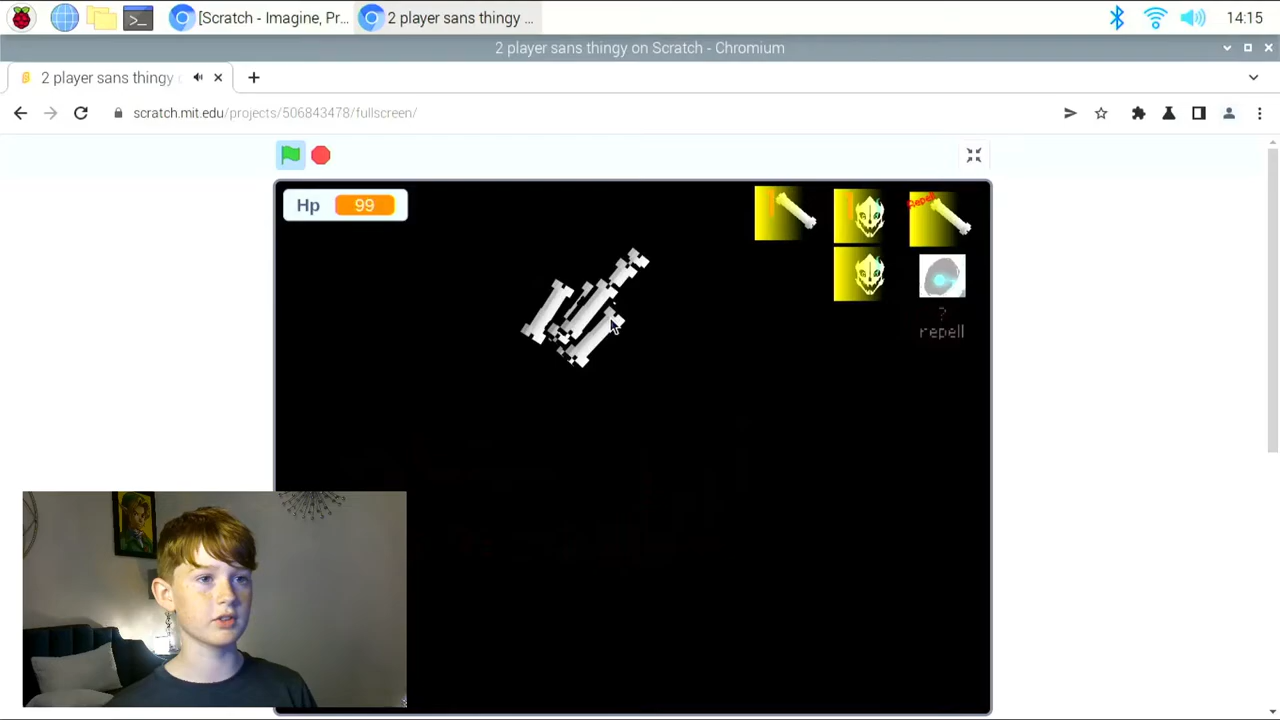 [Scratch - Imagine, Pr...
2 player sans thingy ...
14:15
2 player sans thingy on Scratch - Chromium
2 player sans thingy
scratch.mit.edu/projects/506843478/fullscreen/
Hp 99
Repell
?
repell